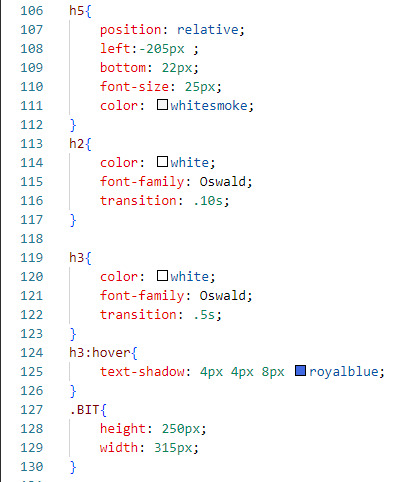 106 h5{
107 position: relative;
108 left:-205px ;
109 bottom: 22px;
110 font-size: 25px;
111 color: whitesmoke;
112 }
113 h2{
114 color: white;
115 font-family: Oswald;
116 transition: .10s;
117 }
118
119 h3{
120 color: white;
121 font-family: Oswald;
122 transition: .5s;
123 }
124 h3:hover{
125 text-shadow: 4px 4px 8px royalblue;
126 }
127 .BIT{
128 height: 250px;
129 width: 315px;
130 }